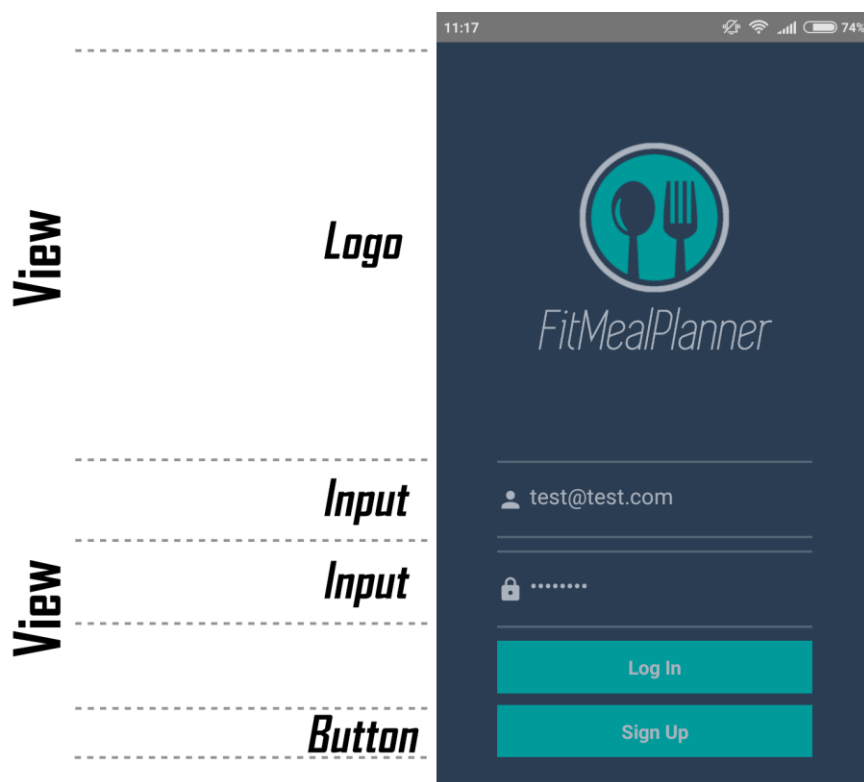 11:17
74%
View
Logo
FitMealPlanner
Input
test@test.com
View
Input
••••••••
Log In
Button
Sign Up